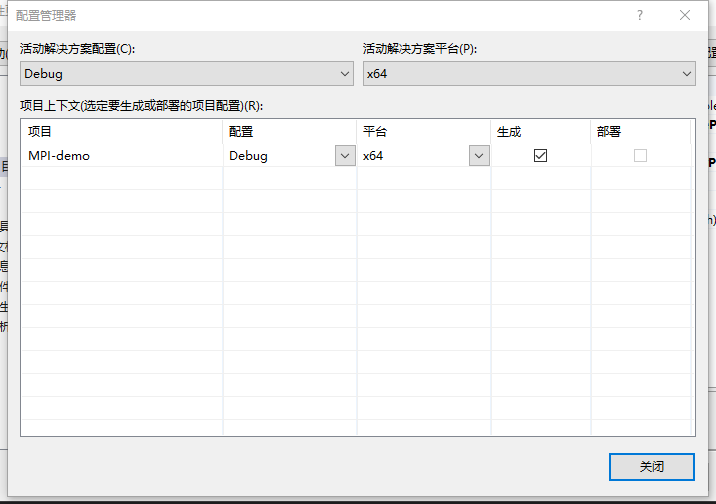 配置管理器
活动解决方案配置(C):
活动解决方案平台(P):
Debug
x64
项目上下文(选定要生成或部署的项目配置)(R):
项目 配置 平台 生成 部署
MPI-demo Debug x64
关闭